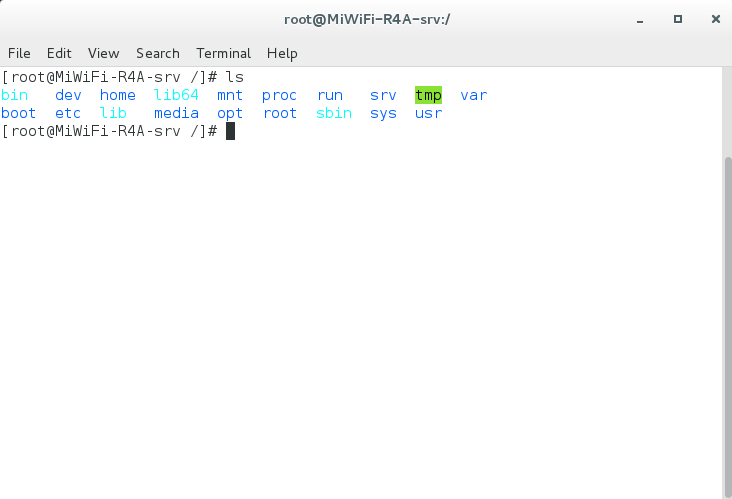 root@MiWiFi-R4A-srv:/
File Edit View Search Terminal Help
[root@MiWiFi-R4A-srv /]# ls
bin dev home lib64 mnt proc run srv tmp var
boot etc lib media opt root sbin sys usr
[root@MiWiFi-R4A-srv /]#